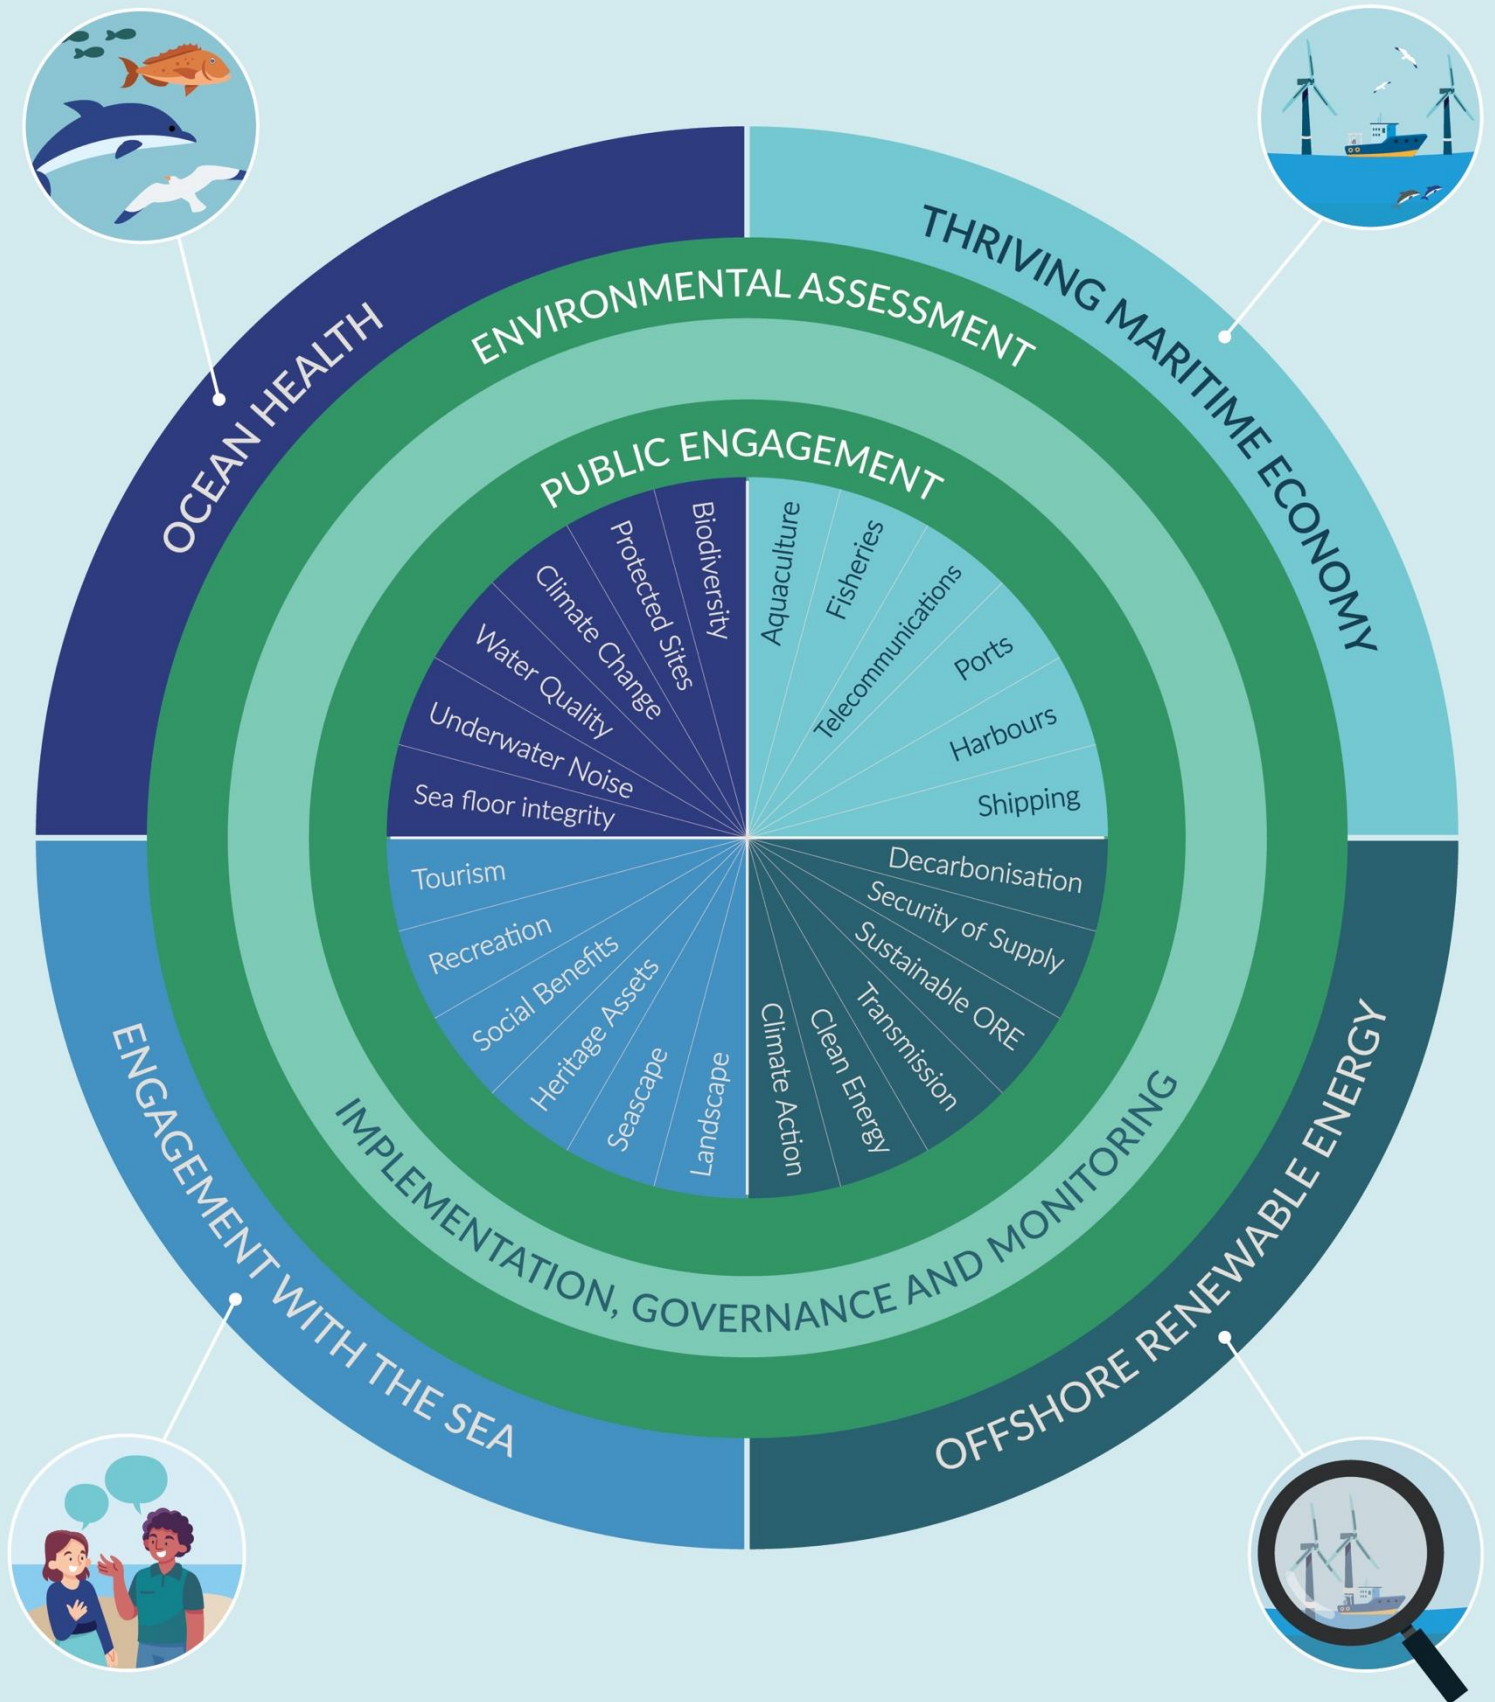 OCEAN HEALTH
THRIVING MARITIME ECONOMY
ENVIRONMENTAL ASSESSMENT
PUBLIC ENGAGEMENT
Biodiversity
Protected Sites
Climate Change
Water Quality
Underwater Noise
Sea floor integrity
Aquaculture
Fisheries
Telecommunications
Ports
Harbours
Shipping
Decarbonisation
Security of Supply
Sustainable ORE
Transmission
Clean Energy
Climate Action
Tourism
Recreation
Social Benefits
Heritage Assets
Seascape
Landscape
IMPLEMENTATION, GOVERNANCE AND MONITORING
ENGAGEMENT WITH THE SEA
OFFSHORE RENEWABLE ENERGY